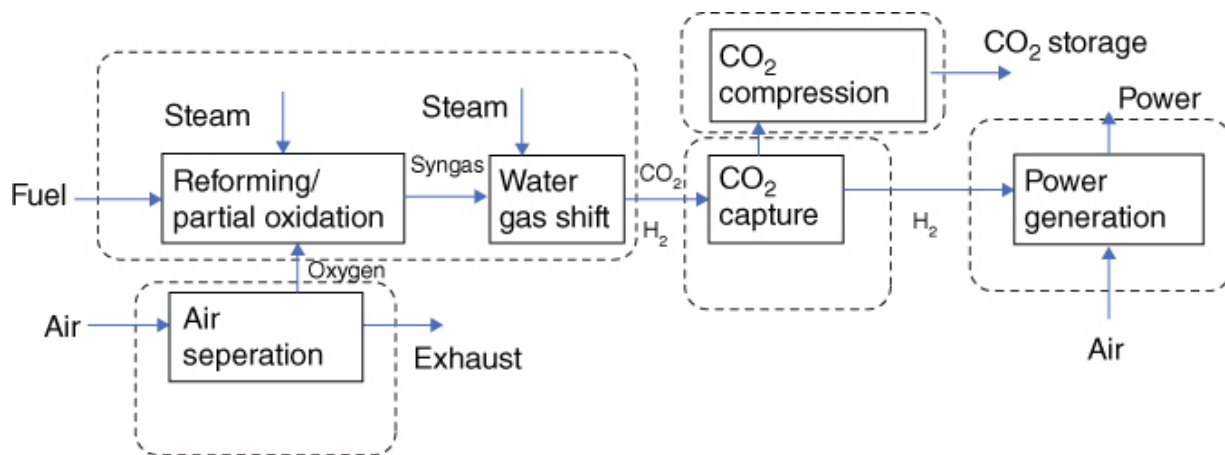 CO₂
compression
CO₂ storage
Steam
Steam
Power
Fuel
Reforming/
partial oxidation
Syngas
Water
gas shift
CO₂
H₂
CO₂
capture
H₂
Power
generation
Oxygen
Air
Air
seperation
Exhaust
Air